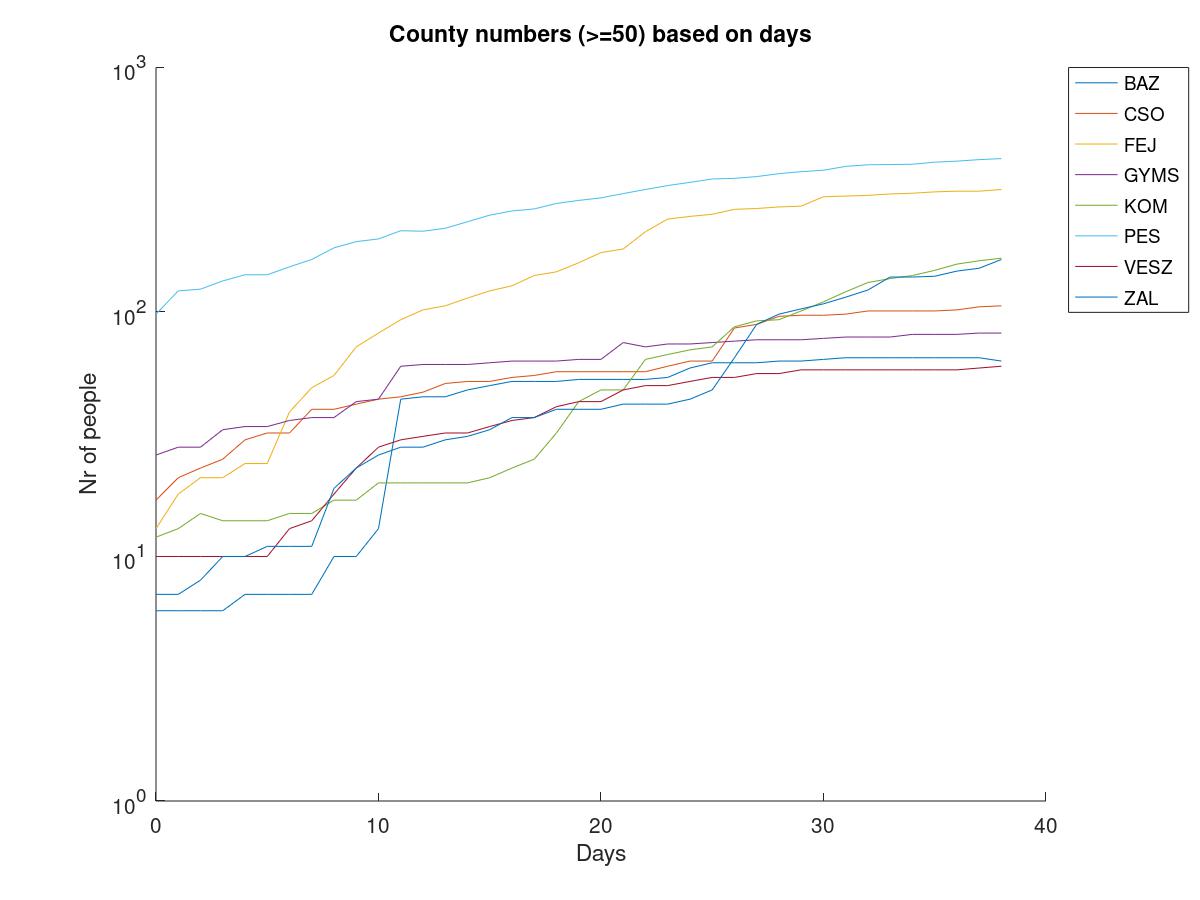 County numbers (>=50) based on days
10^3
10^2
10^1
10^0
Nr of people
0 10 20 30 40
Days
BAZ
CSO
FEJ
GYMS
KOM
PES
VESZ
ZAL